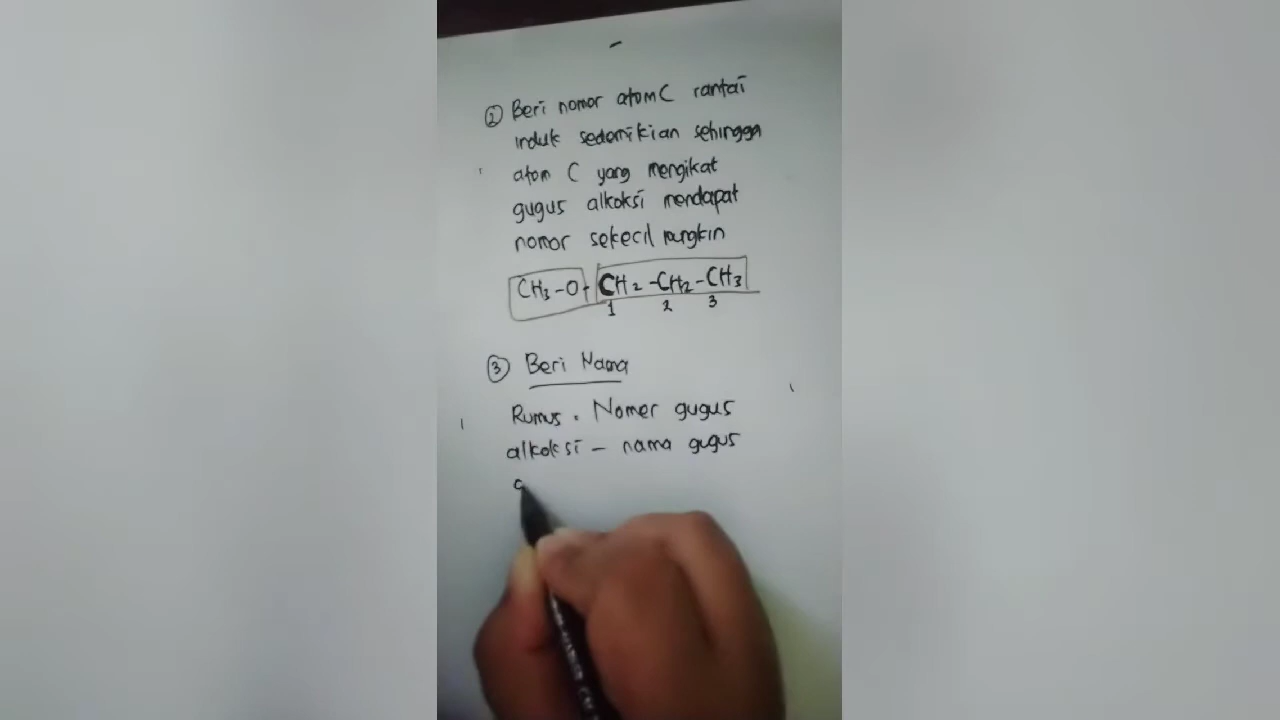 ② Beri nomor atom C rantai
induk sedemikian sehingga
atom C yang mengikat
gugus alkoksi mendapat
nomor sekecil mungkin
CH₃-O-CH₂-CH₂-CH₃
1 2 3
③ Beri Nama
Rumus : Nomer gugus
alkoksi - nama gugus
a